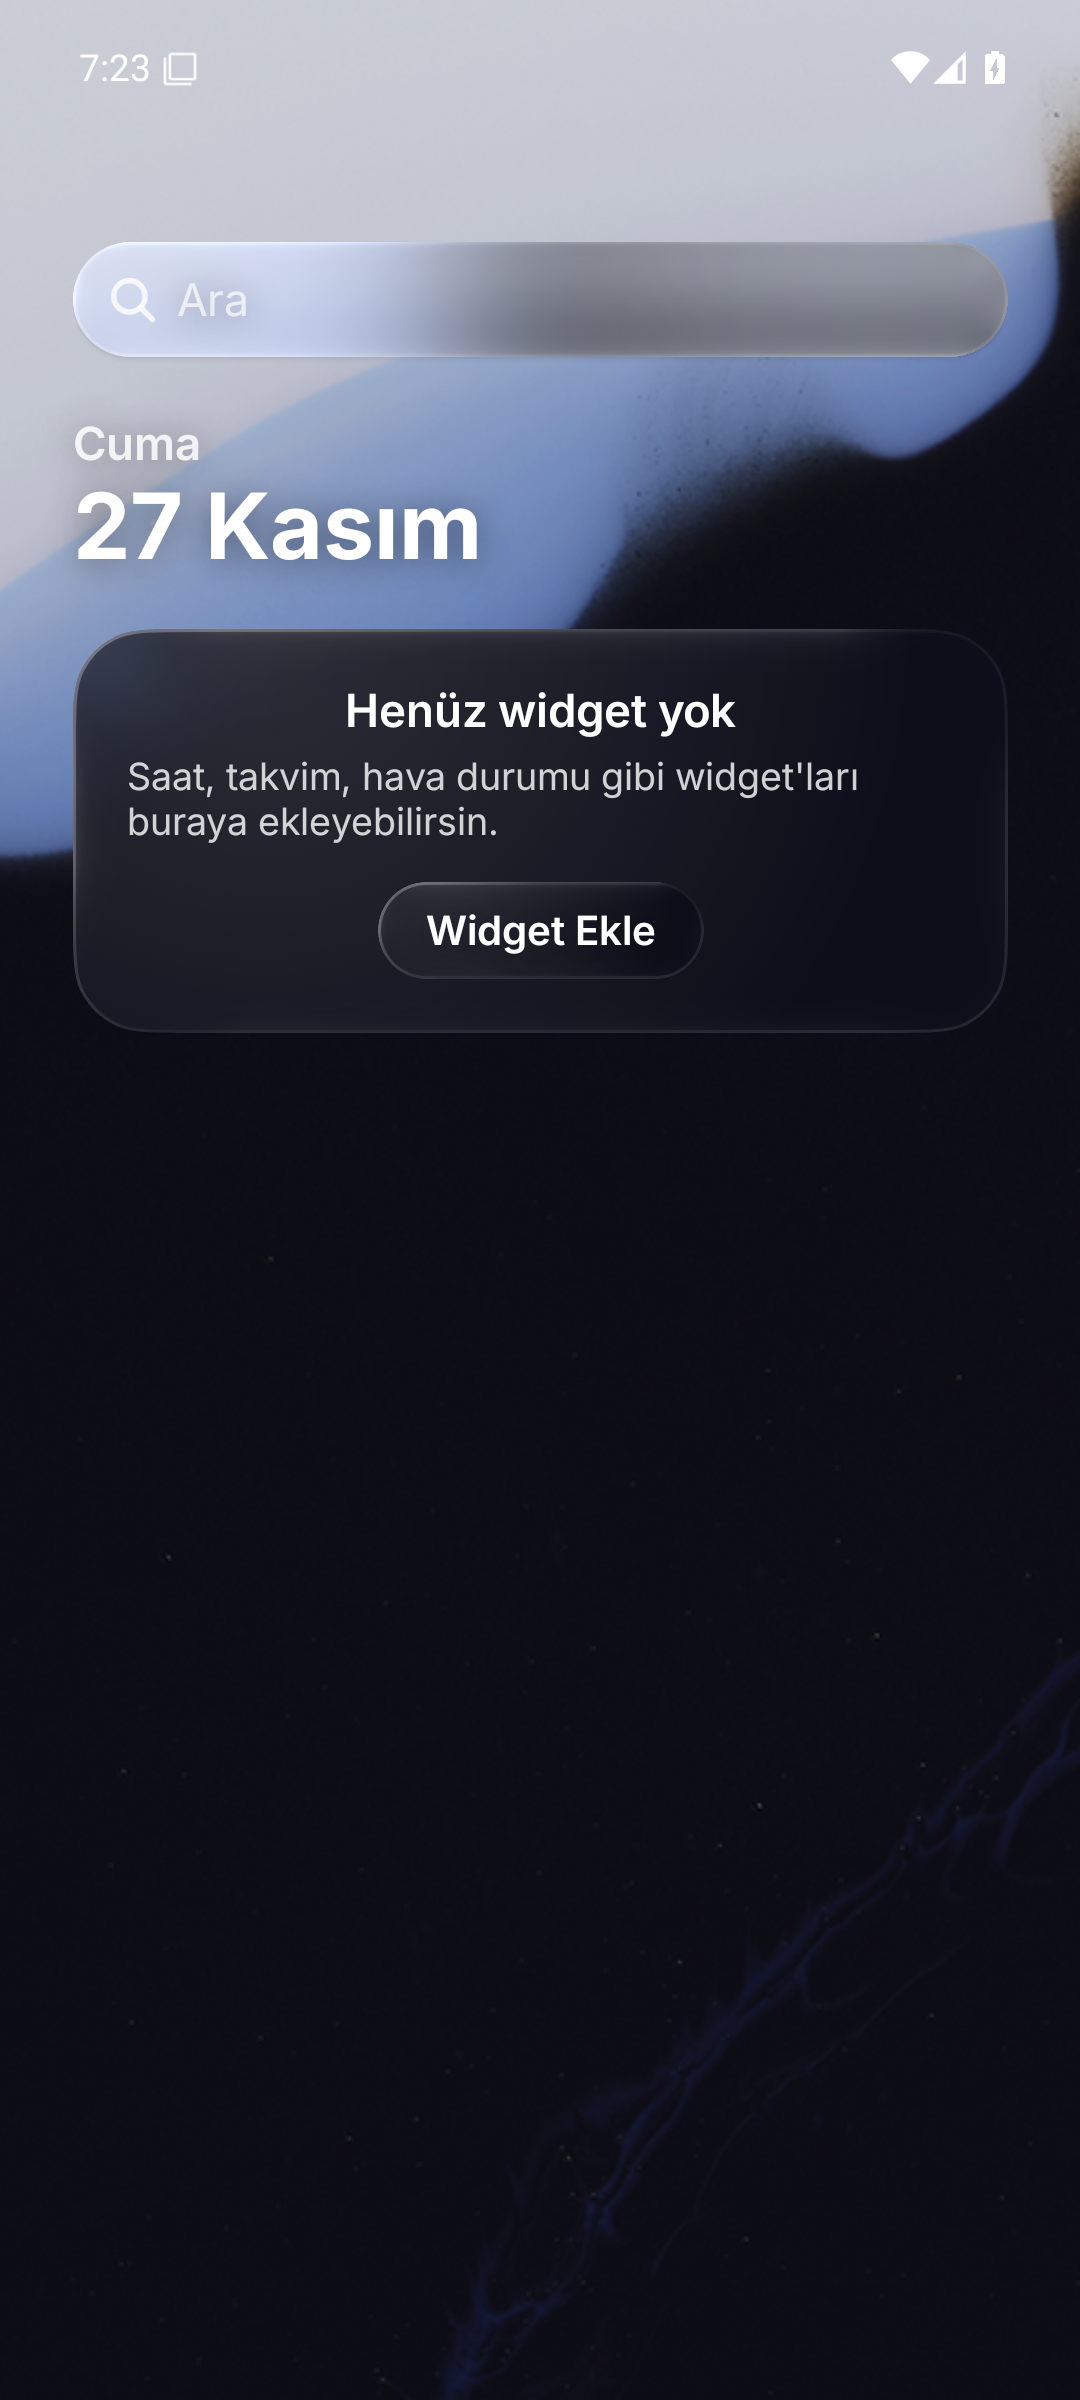 7:23
Ara
Cuma
27 Kasım
Henüz widget yok
Saat, takvim, hava durumu gibi widget'ları
buraya ekleyebilirsin.
Widget Ekle